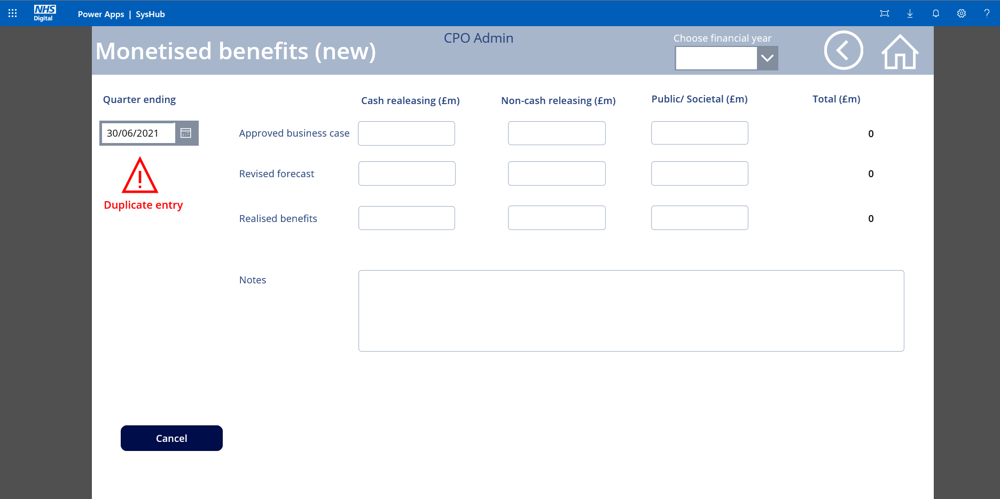 NHS
Digital
Power Apps | SysHub
Monetised benefits (new)
CPO Admin
Choose financial year
Quarter ending
Cash realeasing (£m)
Non-cash releasing (£m)
Public/ Societal (£m)
Total (£m)
30/06/2021
Approved business case
0
Revised forecast
0
Duplicate entry
Realised benefits
0
Notes
Cancel